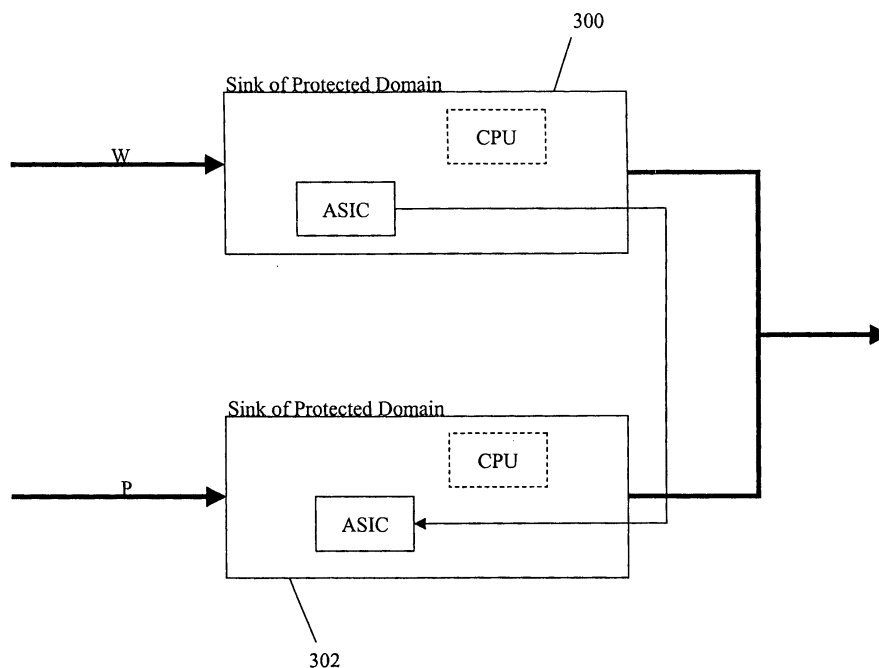 300
Sink of Protected Domain
CPU
W
ASIC
Sink of Protected Domain
CPU
P
ASIC
302